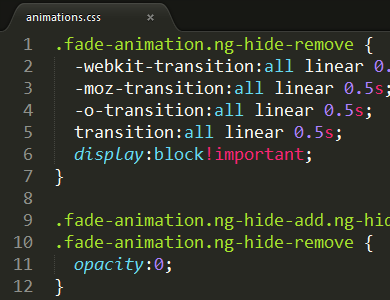 animations.css ×
1 .fade-animation.ng-hide-remove {
2 -webkit-transition:all linear 0.
3 -moz-transition:all linear 0.5s;
4 -o-transition:all linear 0.5s;
5 transition:all linear 0.5s;
6 display:block!important;
7 }
8
9 .fade-animation.ng-hide-add.ng-hid
10 .fade-animation.ng-hide-remove {
11 opacity:0;
12 }